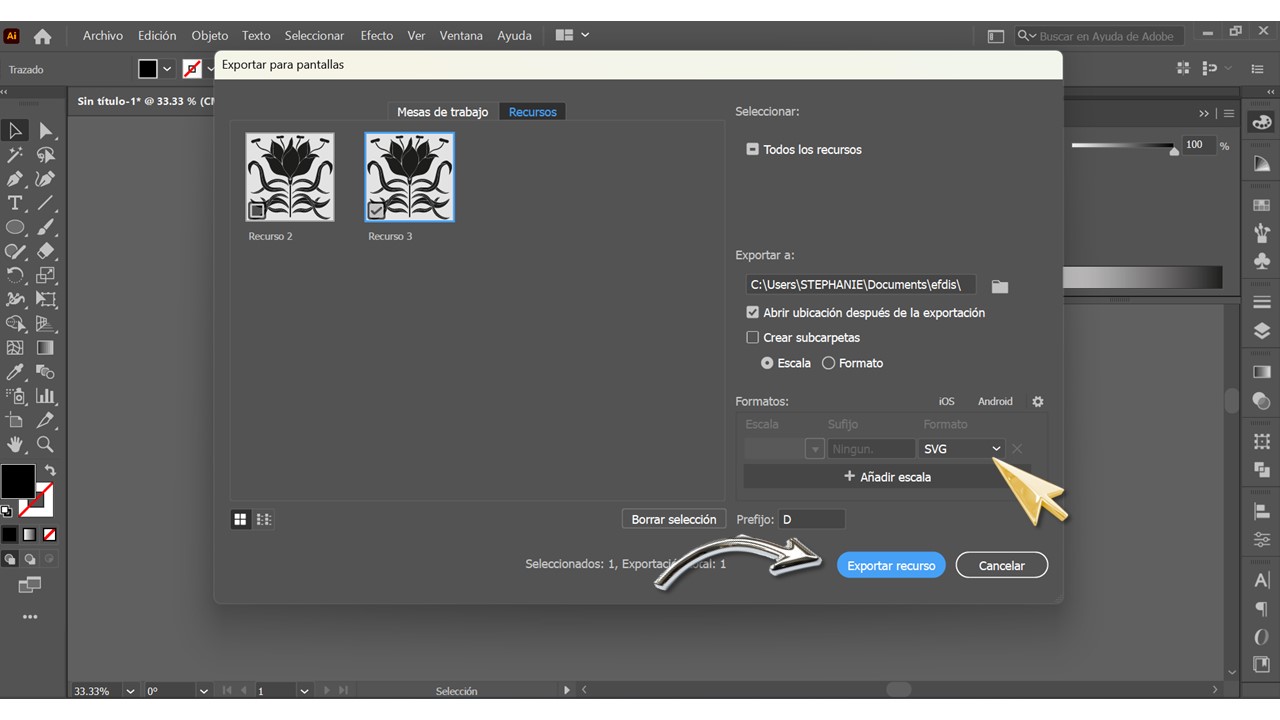 Ai
Archivo Edición Objeto Texto Seleccionar Efecto Ver Ventana Ayuda
Buscar en Ayuda de Adobe
Trazado
Exportar para pantallas
Sin título-1* @ 33.33 %
Mesas de trabajo Recursos
Seleccionar:
100 %
Todos los recursos
Recurso 2 Recurso 3
Exportar a:
C:\Users\STEPHANIE\Documents\efdis\
Abrir ubicación después de la exportación
Crear subcarpetas
Escala Formato
Formatos: iOS Android
Escala Sufijo Formato
Ningun. SVG
+ Añadir escala
Borrar selección Prefijo: D
Seleccionados: 1, Exportación total: 1
Exportar recurso Cancelar
33.33% 0° 1 Selección